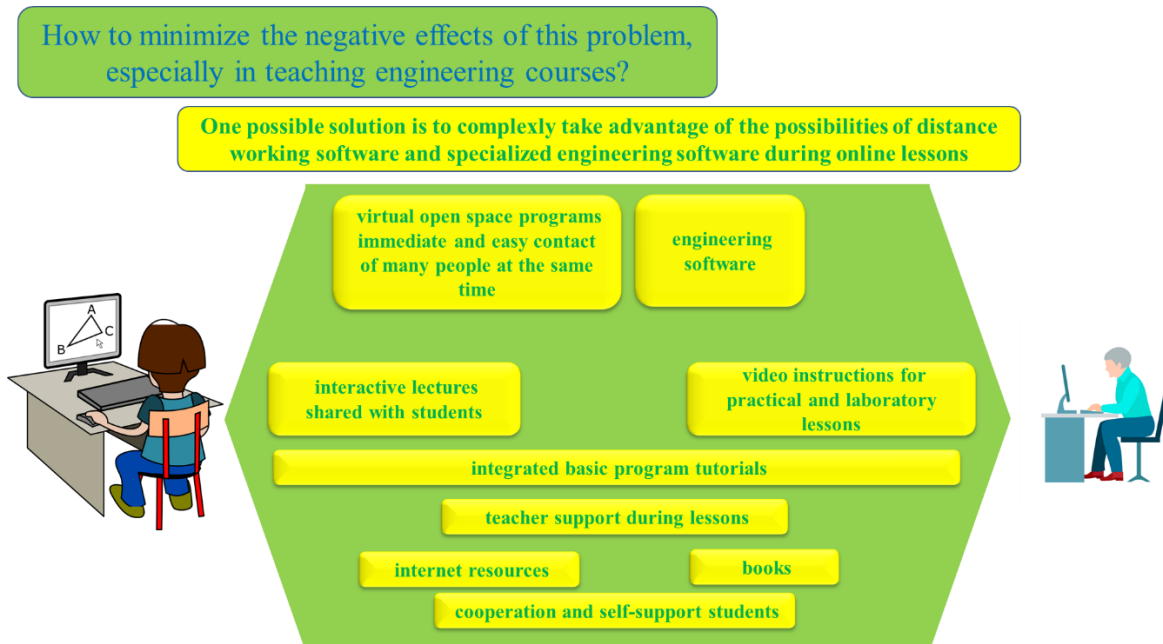 How to minimize the negative effects of this problem,
especially in teaching engineering courses?
One possible solution is to complexly take advantage of the possibilities of distance
working software and specialized engineering software during online lessons
virtual open space programs
immediate and easy contact
of many people at the same
time
engineering
software
A
B
C
interactive lectures
shared with students
video instructions for
practical and laboratory
lessons
integrated basic program tutorials
teacher support during lessons
internet resources
books
cooperation and self-support students